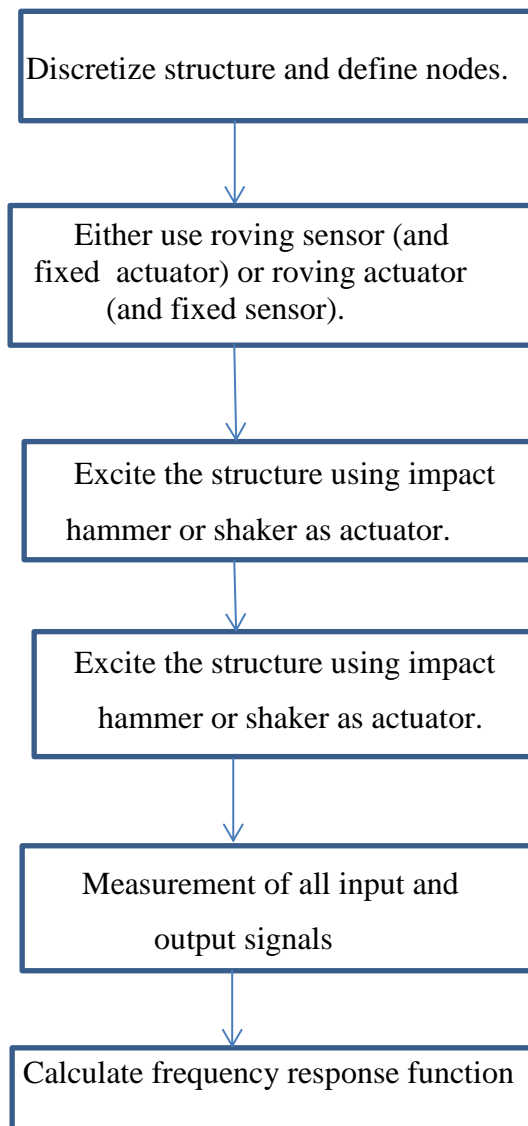 Discretize structure and define nodes.
Either use roving sensor (and
fixed actuator) or roving actuator
(and fixed sensor).
Excite the structure using impact
hammer or shaker as actuator.
Excite the structure using impact
hammer or shaker as actuator.
Measurement of all input and
output signals
Calculate frequency response function